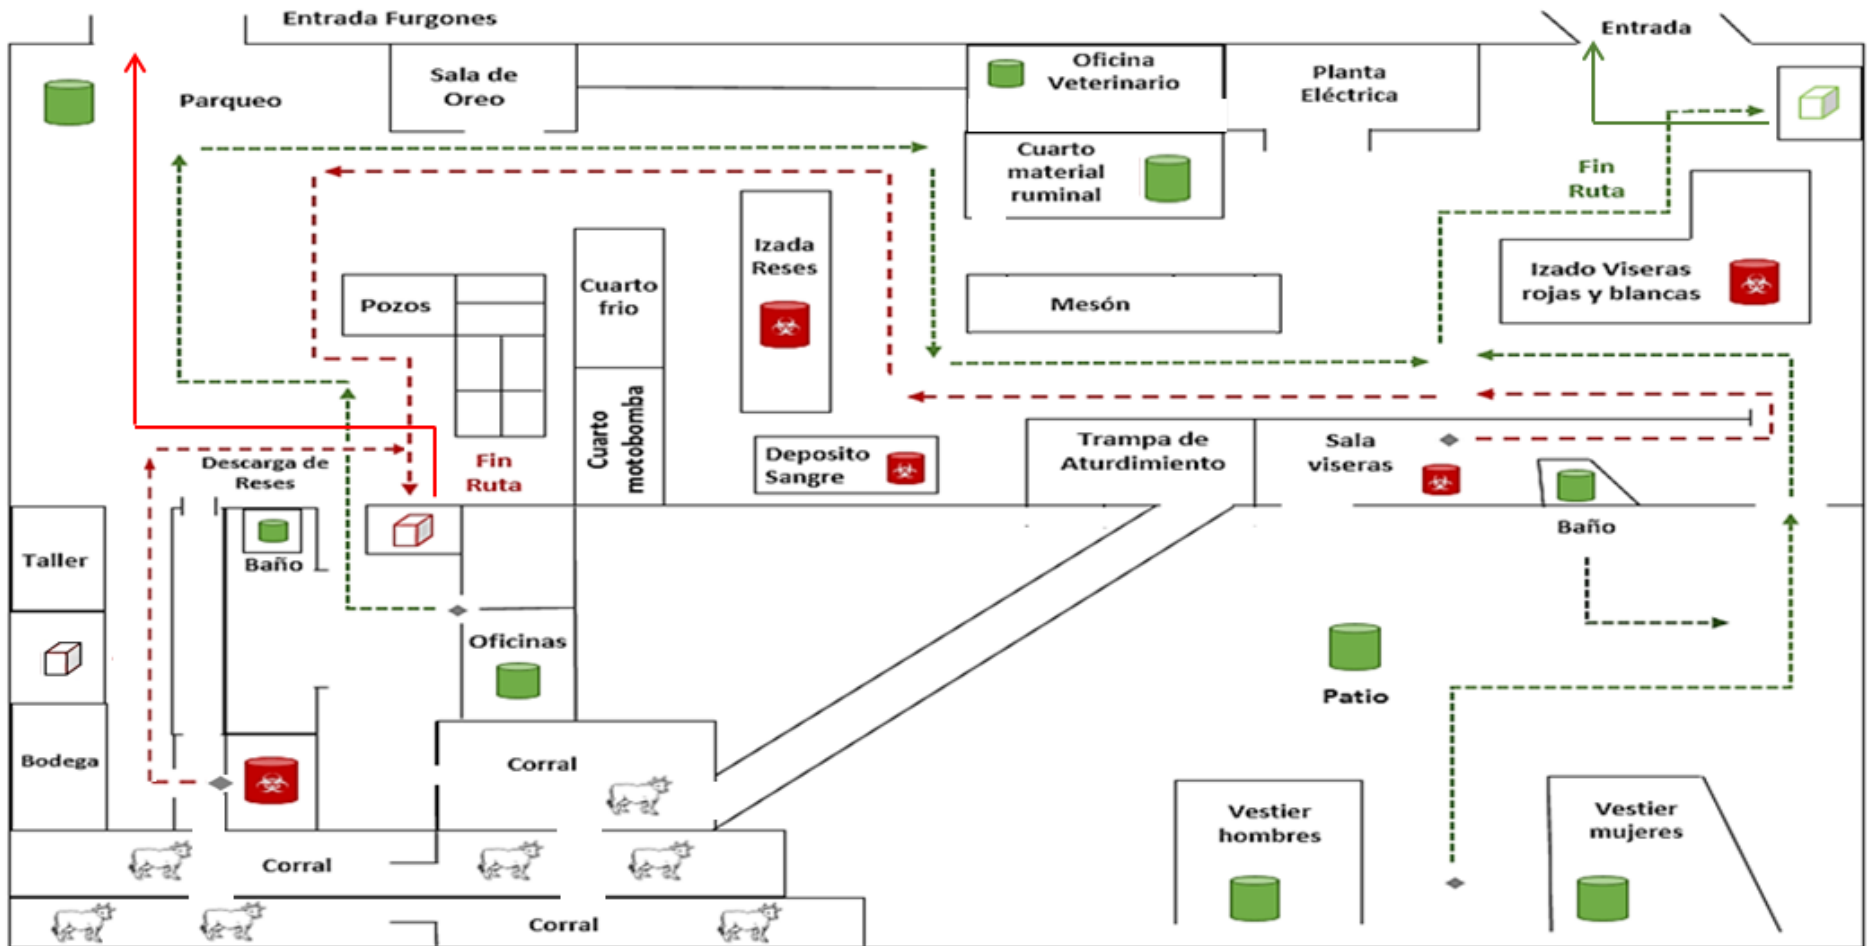 Entrada Furgones
Entrada
Sala de
Oreo
Parqueo
Oficina
Veterinario
Planta
Eléctrica
Cuarto
material
ruminal
Fin
Ruta
Izada
Reses
Cuarto
frio
Pozos
Mesón
Izado Viseras
rojas y blancas
Cuarto
motobomba
Deposito
Sangre
Trampa de
Aturdimiento
Sala
viseras
Descarga de
Reses
Fin
Ruta
Baño
Taller
Baño
Oficinas
Patio
Bodega
Corral
Vestier
hombres
Vestier
mujeres
Corral
Corral